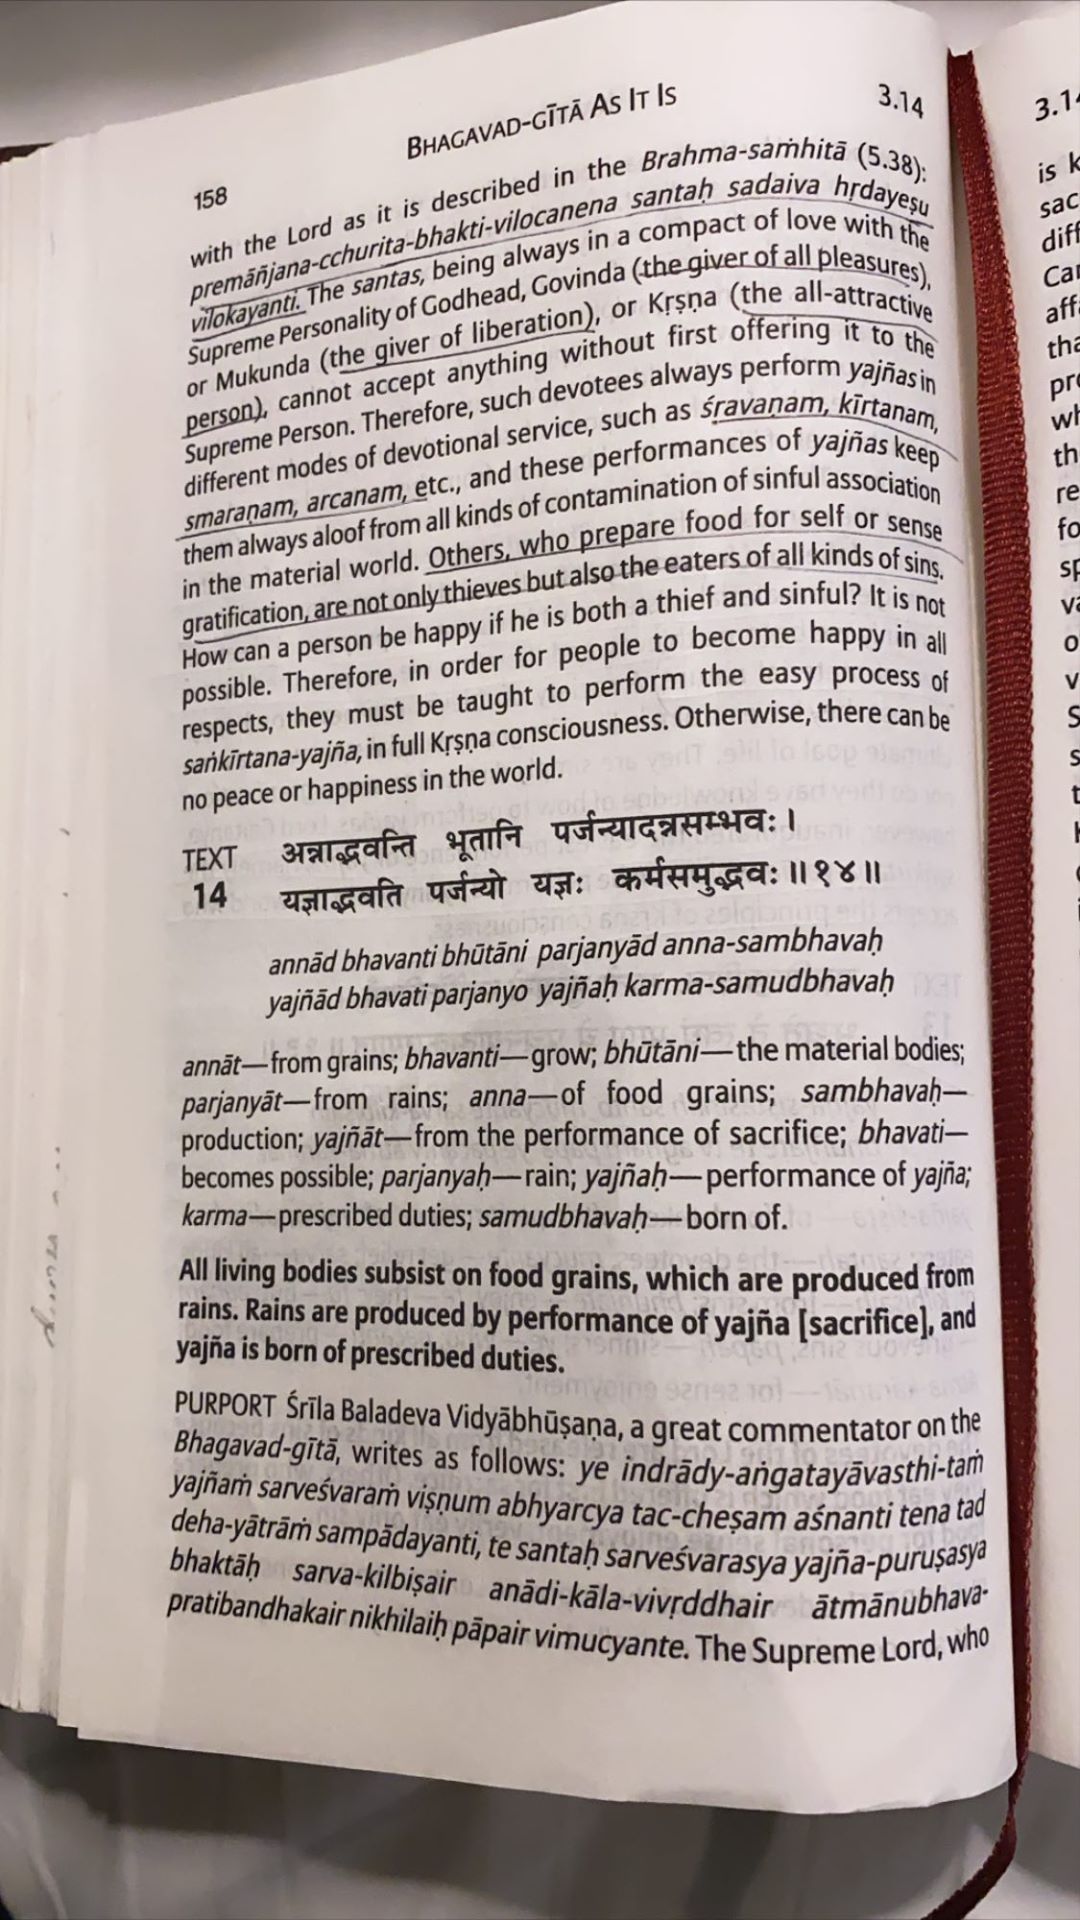 158
BHAGAVAD-GĪTĀ AS IT IS
3.14
with the Lord as it is described in the Brahma-saṁhitā (5.38):
premāñjana-cchurita-bhakti-vilocanena santaḥ sadaiva hṛdayeṣu
vilokayanti. The santas, being always in a compact of love with the
Supreme Personality of Godhead, Govinda (the giver of all pleasures),
or Mukunda (the giver of liberation), or Kṛṣṇa (the all-attractive
person), cannot accept anything without first offering it to the
Supreme Person. Therefore, such devotees always perform yajñas in
different modes of devotional service, such as śravaṇam, kīrtanam,
smaraṇam, arcanam, etc., and these performances of yajñas keep
them always aloof from all kinds of contamination of sinful association
in the material world. Others, who prepare food for self or sense
gratification, are not only thieves but also the eaters of all kinds of sins.
How can a person be happy if he is both a thief and sinful? It is not
possible. Therefore, in order for people to become happy in all
respects, they must be taught to perform the easy process of
saṅkīrtana-yajña, in full Kṛṣṇa consciousness. Otherwise, there can be
no peace or happiness in the world.
TEXT अन्नाद्भवन्ति भूतानि पर्जन्यादन्नसम्भवः ।
14 यज्ञाद्भवति पर्जन्यो यज्ञः कर्मसमुद्भवः ॥ १४ ॥
annād bhavanti bhūtāni parjanyād anna-sambhavaḥ
yajñād bhavati parjanyo yajñaḥ karma-samudbhavaḥ
annāt—from grains; bhavanti—grow; bhūtāni—the material bodies;
parjanyāt—from rains; anna—of food grains; sambhavaḥ—
production; yajñāt—from the performance of sacrifice; bhavati—
becomes possible; parjanyaḥ—rain; yajñaḥ—performance of yajña;
karma—prescribed duties; samudbhavaḥ—born of.
All living bodies subsist on food grains, which are produced from
rains. Rains are produced by performance of yajña [sacrifice], and
yajña is born of prescribed duties.
PURPORT Śrīla Baladeva Vidyābhūṣaṇa, a great commentator on the
Bhagavad-gītā, writes as follows: ye indrādy-aṅgatayāvasthi-taṁ
yajñaṁ sarveśvaraṁ viṣṇum abhyarcya tac-cheṣam aśnanti tena tad
deha-yātrāṁ sampādayanti, te santaḥ sarveśvarasya yajña-puruṣasya
bhaktāḥ sarva-kilbiṣair anādi-kāla-vivṛddhair ātmānubhava-
pratibandhakair nikhilaiḥ pāpair vimucyante. The Supreme Lord, who
3.14
is